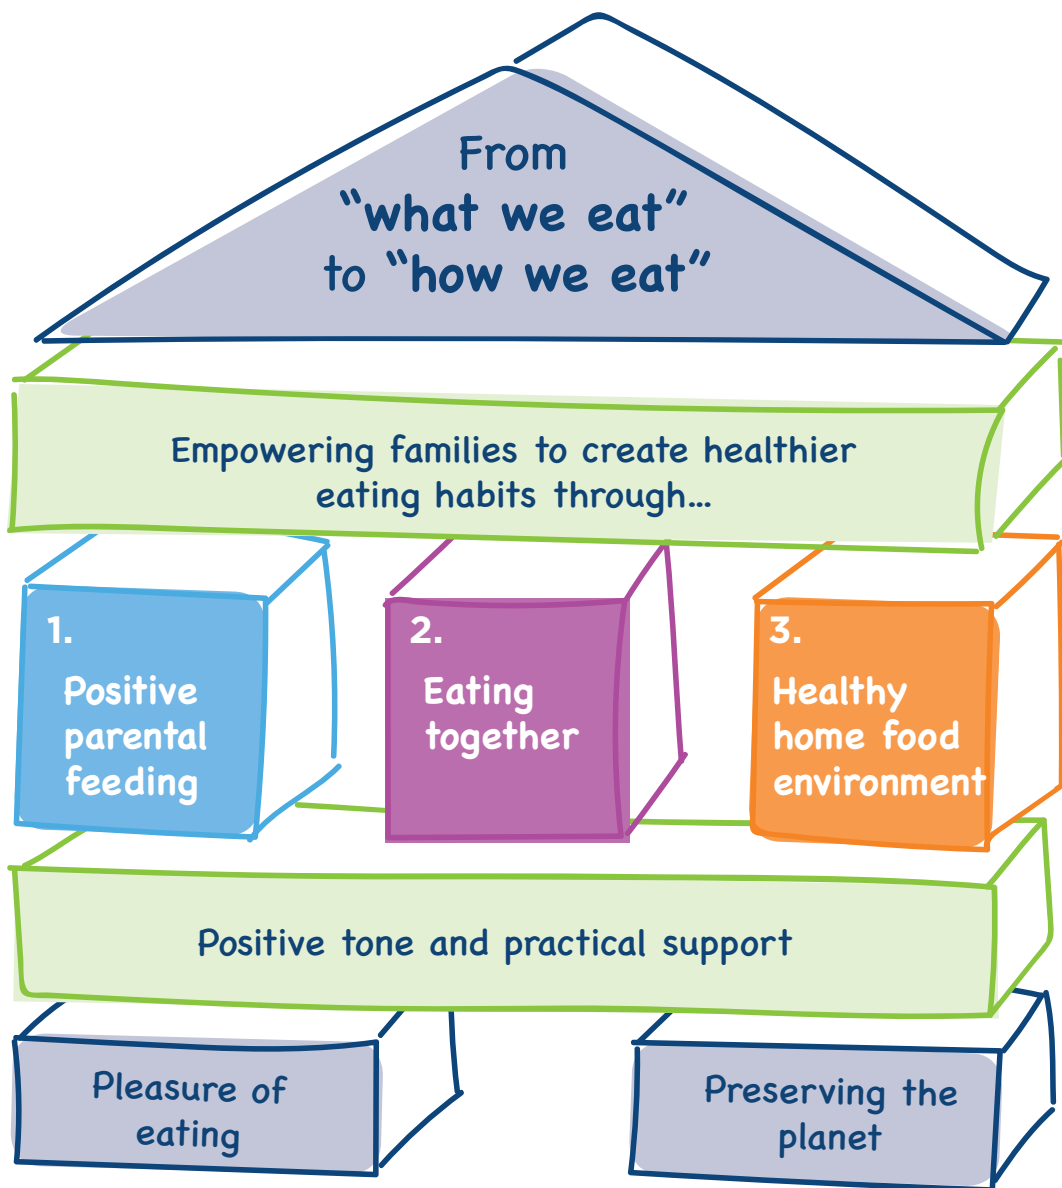 From
“what we eat”
to “how we eat”
Empowering families to create healthier
eating habits through...
1.
Positive
parental
feeding
2.
Eating
together
3.
Healthy
home food
environment
Positive tone and practical support
Pleasure of
eating
Preserving the
planet